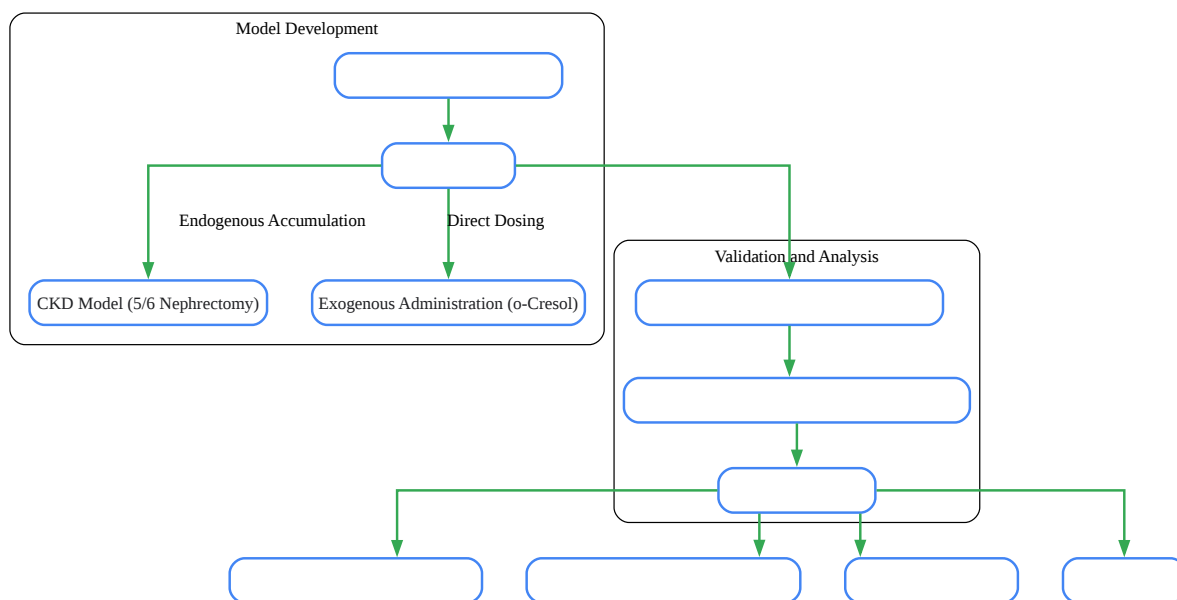 Model Development
Endogenous Accumulation
Direct Dosing
Validation and Analysis
CKD Model (5/6 Nephrectomy)
Exogenous Administration (o-Cresol)